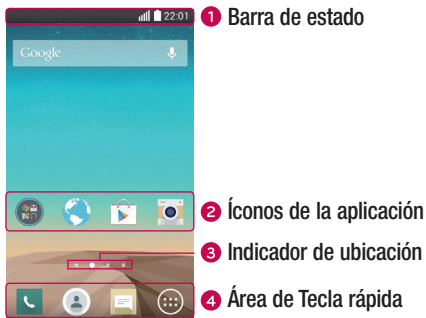 22:01
1 Barra de estado
Google
2 Íconos de la aplicación
3 Indicador de ubicación
4 Área de Tecla rápida